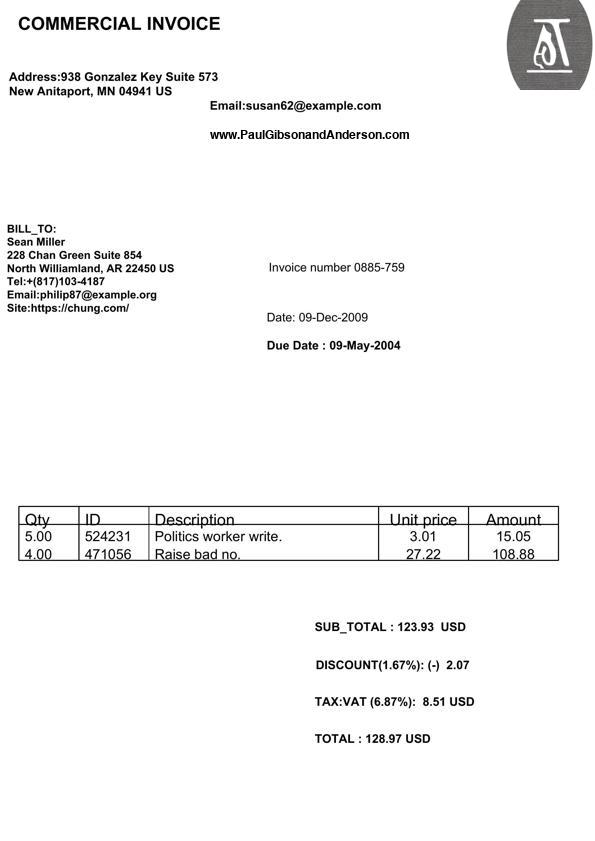 COMMERCIAL INVOICE
Address:938 Gonzalez Key Suite 573
New Anitaport, MN 04941 US
Email:susan62@example.com
www.PaulGibsonandAnderson.com
BILL_TO:
Sean Miller
228 Chan Green Suite 854
North Williamland, AR 22450 US
Tel:+(817)103-4187
Email:philip87@example.org
Site:https://chung.com/
Invoice number 0885-759
Date: 09-Dec-2009
Due Date : 09-May-2004
Qty ID Description Unit price Amount
5.00 524231 Politics worker write. 3.01 15.05
4.00 471056 Raise bad no. 27.22 108.88
SUB_TOTAL : 123.93 USD
DISCOUNT(1.67%): (-) 2.07
TAX:VAT (6.87%): 8.51 USD
TOTAL : 128.97 USD